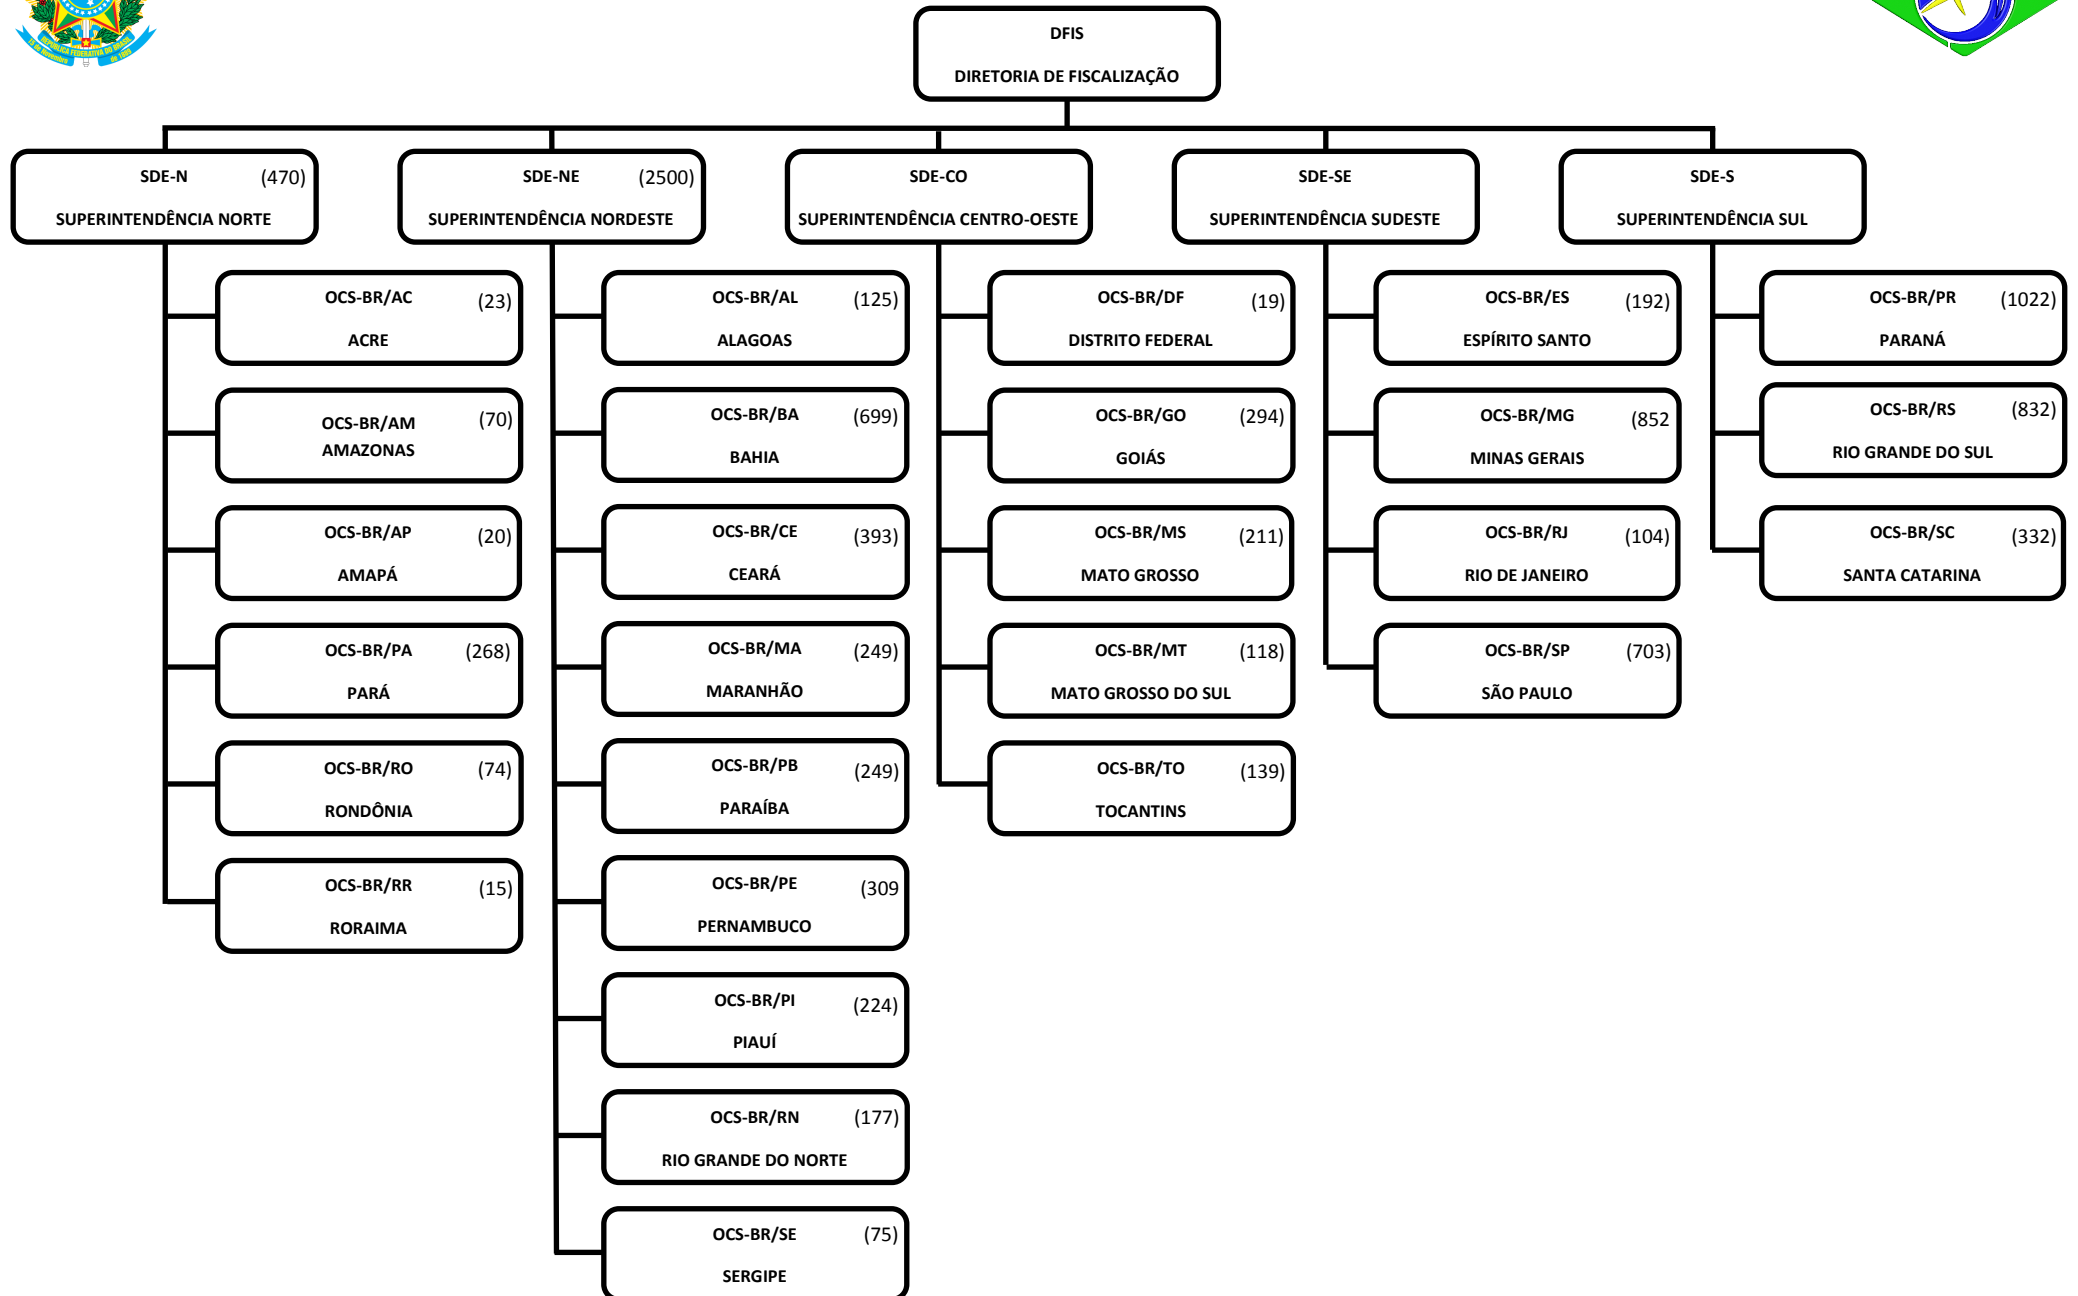 REPÚBLICA FEDERATIVA DO BRASIL
15 de Novembro de 1889
DFIS
DIRETORIA DE FISCALIZAÇÃO
SDE-N (470)
SUPERINTENDÊNCIA NORTE
SDE-NE (2500)
SUPERINTENDÊNCIA NORDESTE
SDE-CO
SUPERINTENDÊNCIA CENTRO-OESTE
SDE-SE
SUPERINTENDÊNCIA SUDESTE
SDE-S
SUPERINTENDÊNCIA SUL
OCS-BR/AC (23)
ACRE
OCS-BR/AM (70)
AMAZONAS
OCS-BR/AP (20)
AMAPÁ
OCS-BR/PA (268)
PARÁ
OCS-BR/RO (74)
RONDÔNIA
OCS-BR/RR (15)
RORAIMA
OCS-BR/AL (125)
ALAGOAS
OCS-BR/BA (699)
BAHIA
OCS-BR/CE (393)
CEARÁ
OCS-BR/MA (249)
MARANHÃO
OCS-BR/PB (249)
PARAÍBA
OCS-BR/PE (309
PERNAMBUCO
OCS-BR/PI (224)
PIAUÍ
OCS-BR/RN (177)
RIO GRANDE DO NORTE
OCS-BR/SE (75)
SERGIPE
OCS-BR/DF (19)
DISTRITO FEDERAL
OCS-BR/GO (294)
GOIÁS
OCS-BR/MS (211)
MATO GROSSO
OCS-BR/MT (118)
MATO GROSSO DO SUL
OCS-BR/TO (139)
TOCANTINS
OCS-BR/ES (192)
ESPÍRITO SANTO
OCS-BR/MG (852
MINAS GERAIS
OCS-BR/RJ (104)
RIO DE JANEIRO
OCS-BR/SP (703)
SÃO PAULO
OCS-BR/PR (1022)
PARANÁ
OCS-BR/RS (832)
RIO GRANDE DO SUL
OCS-BR/SC (332)
SANTA CATARINA